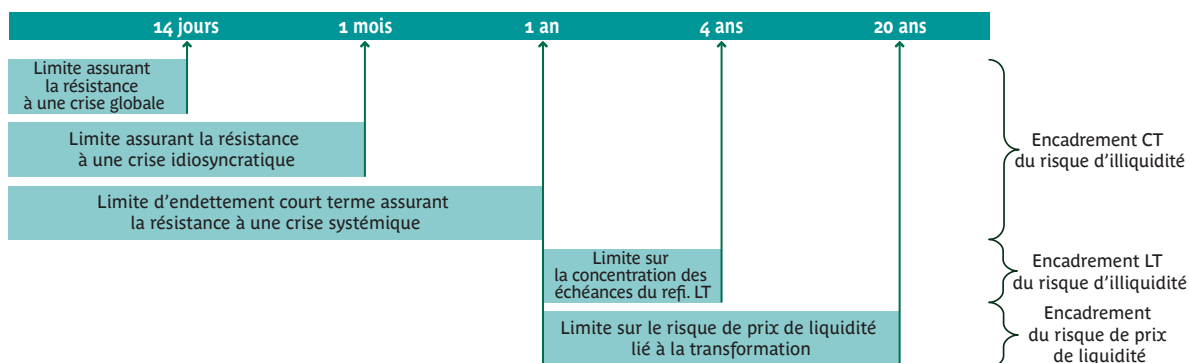 14 jours 1 mois 1 an 4 ans 20 ans
Limite assurant
la résistance
à une crise globale
Limite assurant la résistance
à une crise idiosyncratique
Limite d'endettement court terme assurant
la résistance à une crise systémique
Encadrement CT
du risque d'illiquidité
Limite sur
la concentration des
échéances du refi. LT
Encadrement LT
du risque d'illiquidité
Limite sur le risque de prix de liquidité
lié à la transformation
Encadrement
du risque de prix
de liquidité